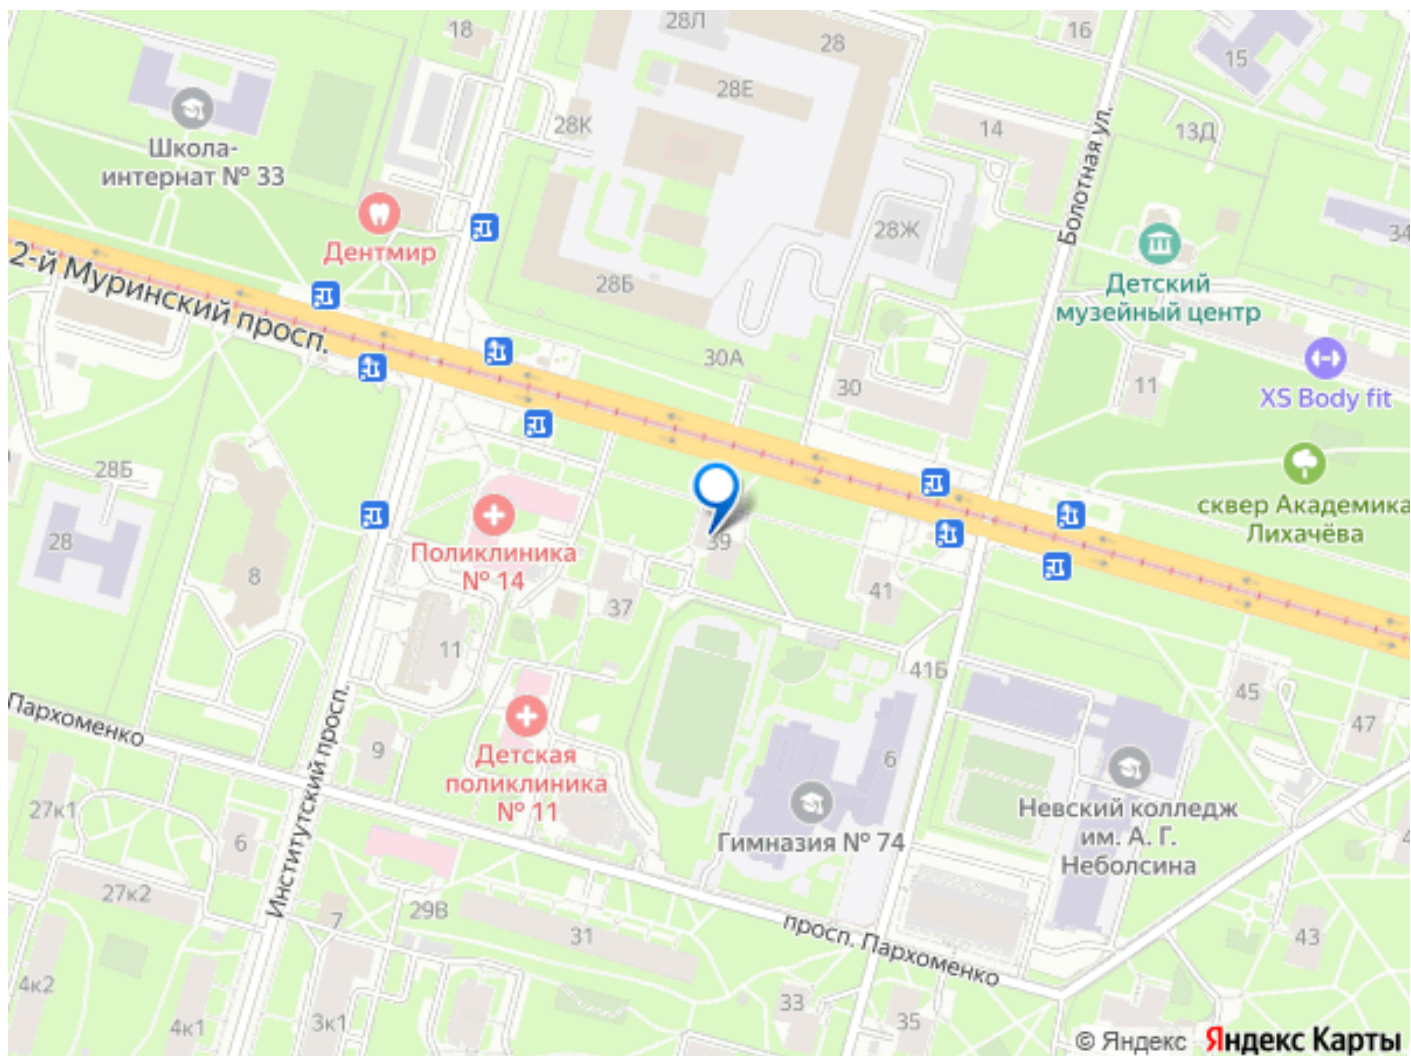 28Л
18
28
16
15
28Е
28К
14
13Д
Школа-
интернат № 33
Болотная ул.
Дентмир
28Ж
34
2-й Муринский просп.
28Б
Детский
музейный центр
30А
30
11
XS Body fit
28Б
сквер Академика
Лихачёва
28
Поликлиника
№ 14
39
8
37
41
11
41Б
45
47
Пархоменко
Институтский просп.
9
Детская
поликлиника
№ 11
6
Гимназия № 74
Невский колледж
им. А. Г.
Неболсина
27к1
6
27к2
29В
7
31
просп. Пархоменко
43
4к2
4к1
3к1
33
35
© Яндекс Яндекс Карты